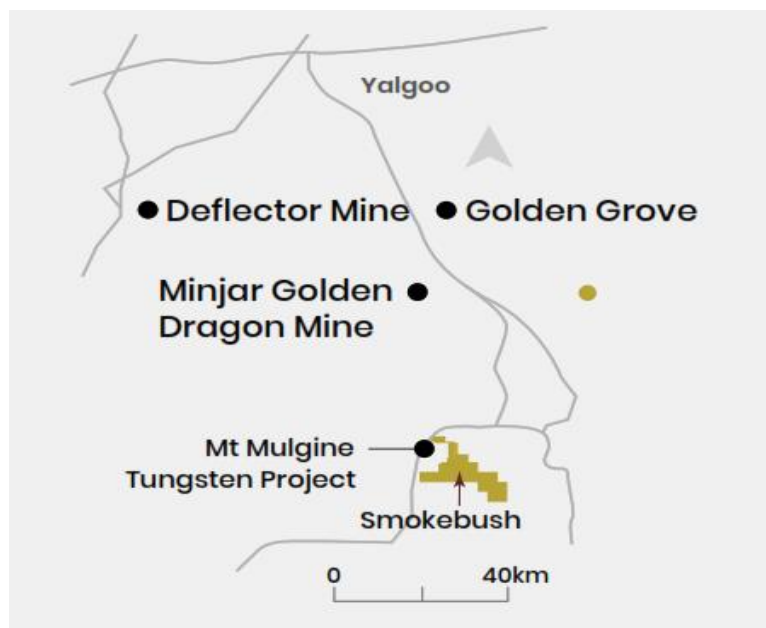 Yalgoo
Deflector Mine
Golden Grove
Minjar Golden
Dragon Mine
Mt Mulgine
Tungsten Project
Smokebush
0
40km